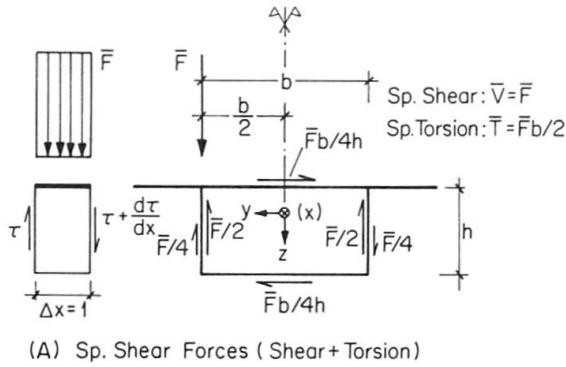 F̅
F̅
b
b/2
Sp. Shear: V̅=F̅
Sp. Torsion: T̅=F̅b/2
F̅b/4h
τ
τ + dτ/dx
F̅/4
F̅/2
y
(x)
z
F̅/2
F̅/4
h
F̅b/4h
Δx=1
(A) Sp. Shear Forces (Shear+Torsion)